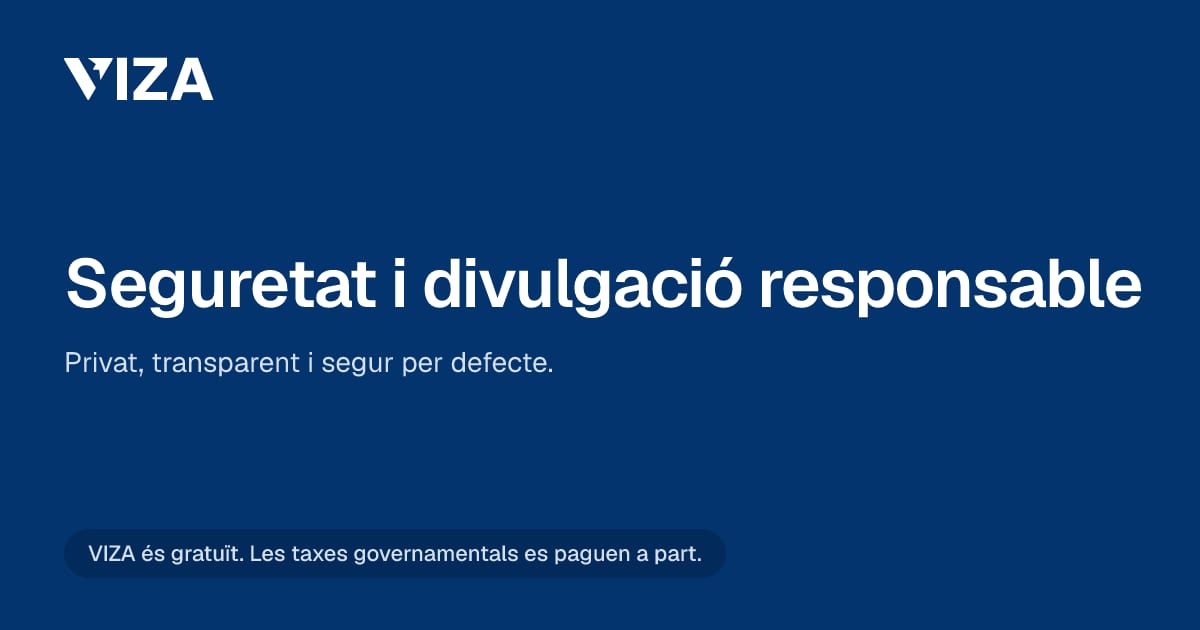 VIZA
Seguretat i divulgació responsable
Privat, transparent i segur per defecte.
VIZA és gratuït. Les taxes governamentals es paguen a part.